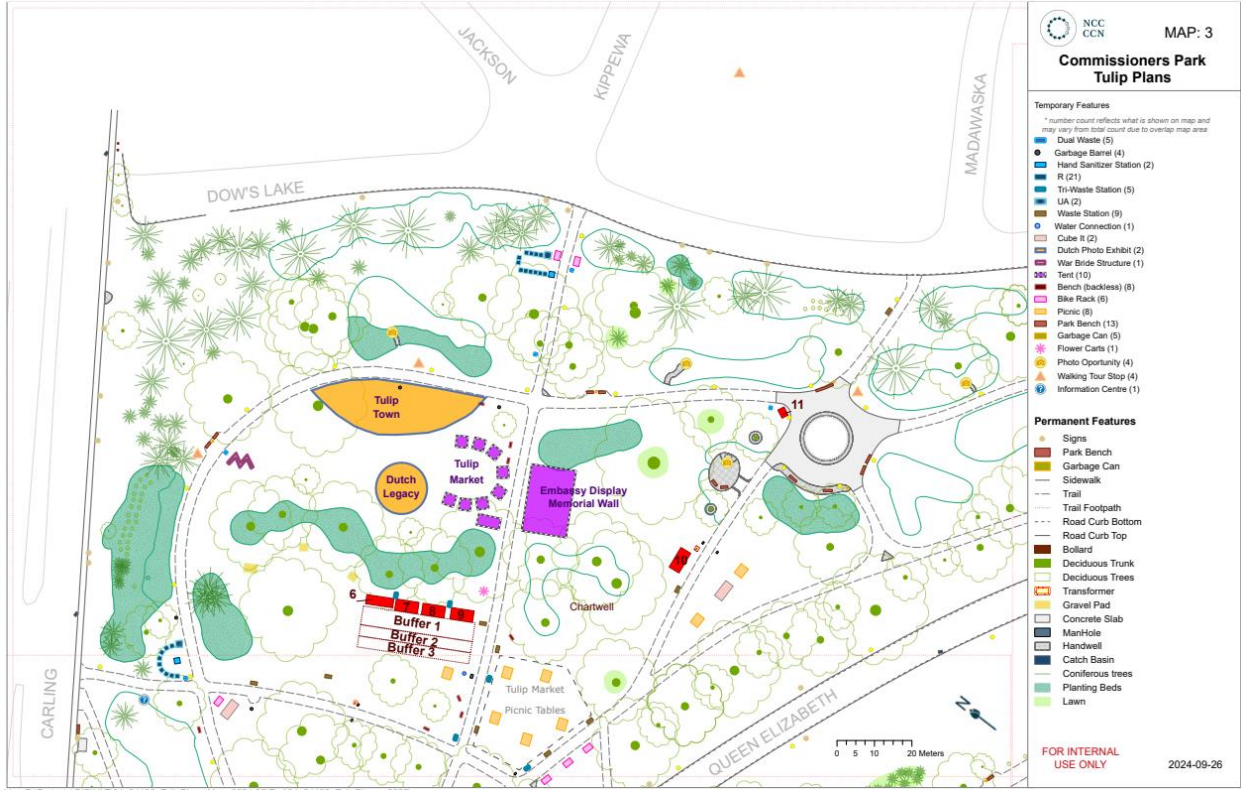 JACKSON
KIPPEWA
MADAWASKA
DOW'S LAKE
Tulip
Town
Tulip
Market
Dutch
Legacy
Embassy Display
Memorial Wall
11
10
6
7
8
9
Buffer 1
Buffer 2
Buffer 3
Chartwell
Tulip Market
Picnic Tables
CARLING
QUEEN ELIZABETH
N
0 5 10 20 Meters
NCC
CCN
MAP: 3
Commissioners Park
Tulip Plans
Temporary Features
* number count reflects what is shown on map and
may vary from total count due to overlap map area
Dual Waste (5)
Garbage Barrel (4)
Hand Sanitizer Station (2)
R (21)
Tri-Waste Station (5)
UA (2)
Waste Station (9)
Water Connection (1)
Cube It (2)
Dutch Photo Exhibit (2)
War Bride Structure (1)
Tent (10)
Bench (backless) (8)
Bike Rack (6)
Picnic (8)
Park Bench (13)
Garbage Can (5)
Flower Carts (1)
Photo Oportunity (4)
Walking Tour Stop (4)
Information Centre (1)
Permanent Features
Signs
Park Bench
Garbage Can
Sidewalk
Trail
Trail Footpath
Road Curb Bottom
Road Curb Top
Bollard
Deciduous Trunk
Deciduous Trees
Transformer
Gravel Pad
Concrete Slab
ManHole
Handwell
Catch Basin
Coniferous trees
Planting Beds
Lawn
FOR INTERNAL
USE ONLY
2024-09-26